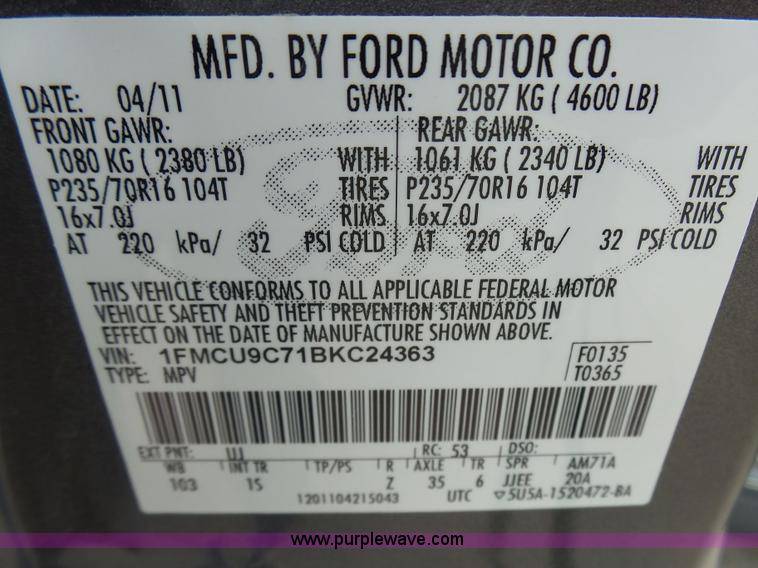 MFD. BY FORD MOTOR CO.
DATE: 04/11 GVWR: 2087 KG ( 4600 LB)
FRONT GAWR: REAR GAWR:
1080 KG ( 2380 LB) WITH 1061 KG ( 2340 LB) WITH
P235/70R16 104T TIRES P235/70R16 104T TIRES
16x7.0J RIMS 16x7.0J RIMS
AT 220 kPa/ 32 PSI COLD AT 220 kPa/ 32 PSI COLD
THIS VEHICLE CONFORMS TO ALL APPLICABLE FEDERAL MOTOR
VEHICLE SAFETY AND THEFT PREVENTION STANDARDS IN
EFFECT ON THE DATE OF MANUFACTURE SHOWN ABOVE.
VIN: 1FMCU9C71BKC24363 F0135
TYPE: MPV T0365
EXT PNT: UJ RC: 53 DSO:
WB INT TR TP/PS R AXLE TR SPR AM71A
103 1S Z 35 6 JJEE 20A
1201104215043 UTC ▽5U5A-1520472-BA
www.purplewave.com